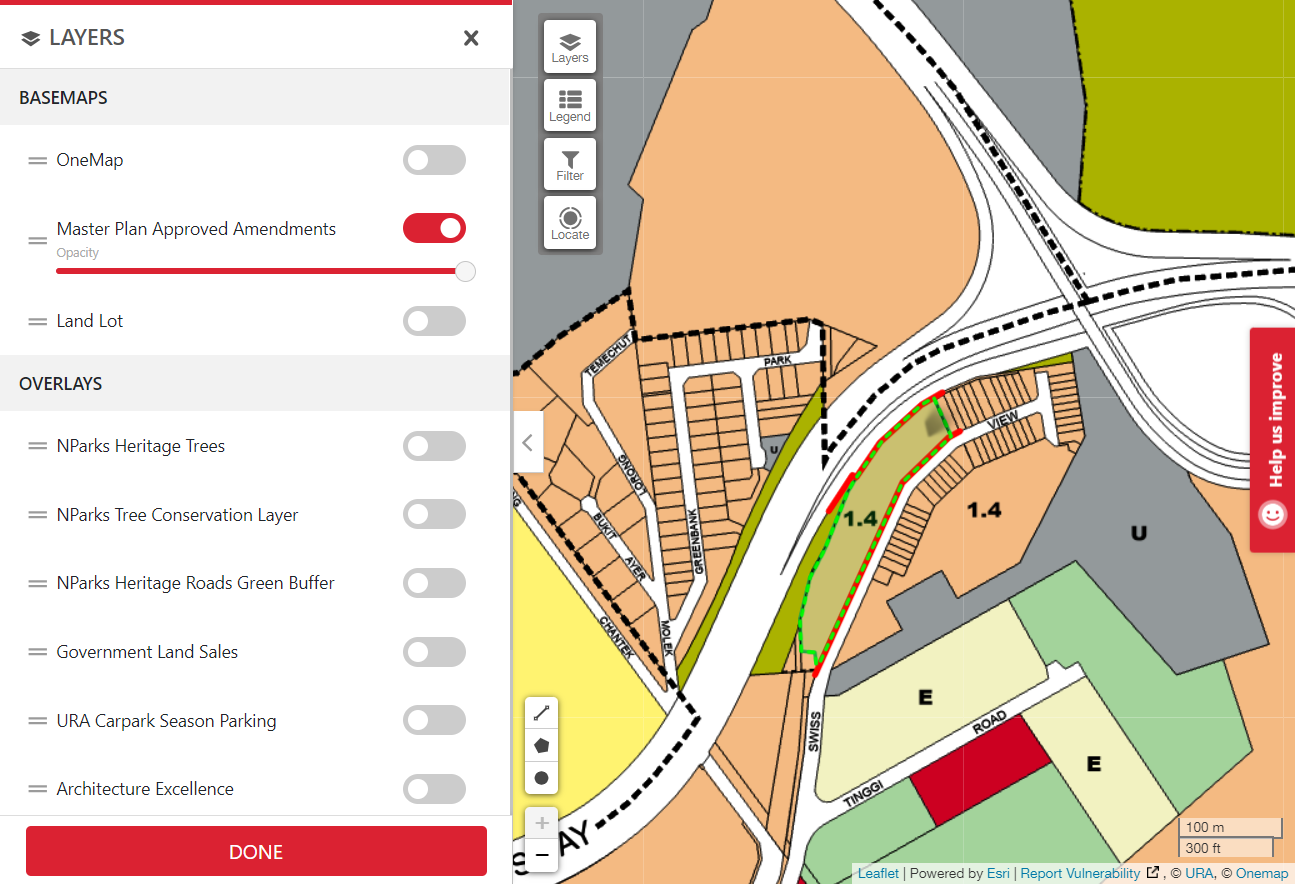 LAYERS
BASEMAPS
OneMap
Master Plan Approved Amendments
Opacity
Land Lot
OVERLAYS
NParks Heritage Trees
NParks Tree Conservation Layer
NParks Heritage Roads Green Buffer
Government Land Sales
URA Carpark Season Parking
Architecture Excellence
DONE
Layers
Legend
Filter
Locate
TEMECHUT
PARK
U
LORONG
BUKIT
AYER
GREENBANK
MOLEK
CHANTEK
VIEW
1.4
1.4
U
E
E
SWISS
ROAD
TINGGI
Help us improve
100 m
300 ft
Leaflet | Powered by Esri | Report Vulnerability , © URA, © Onemap